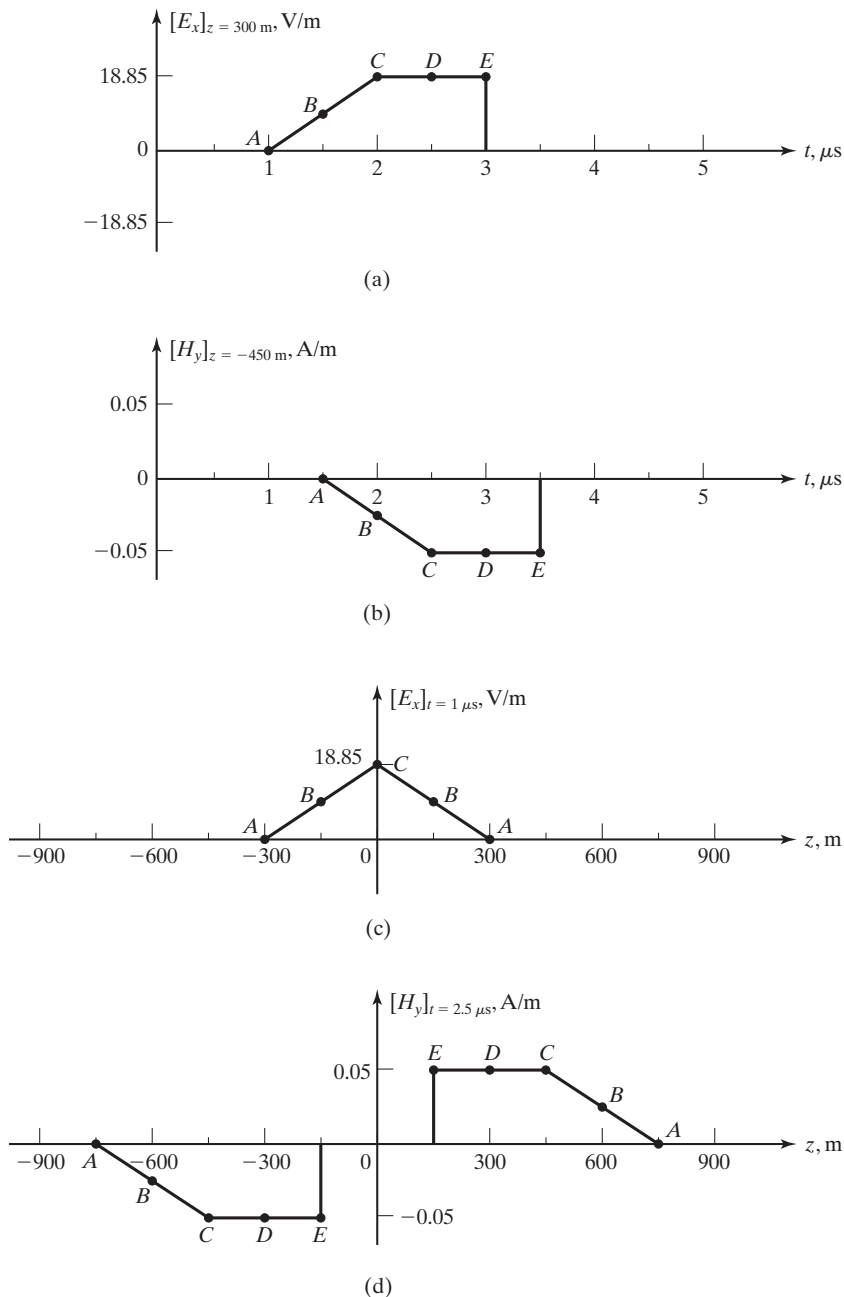 [Eₓ]z = 300 m, V/m
C D E
18.85
B
A
0
1 2 3 4 5 t, μs
−18.85
(a)
[Hy]z = −450 m, A/m
0.05
0
1 2 3 4 5 t, μs
A
B
−0.05
C D E
(b)
[Eₓ]t = 1 μs, V/m
18.85 C
B B
A A
−900 −600 −300 0 300 600 900 z, m
(c)
[Hy]t = 2.5 μs, A/m
E D C
0.05
B
A
−900 −600 −300 0 300 600 900 z, m
A
B
C D E −0.05
(d)